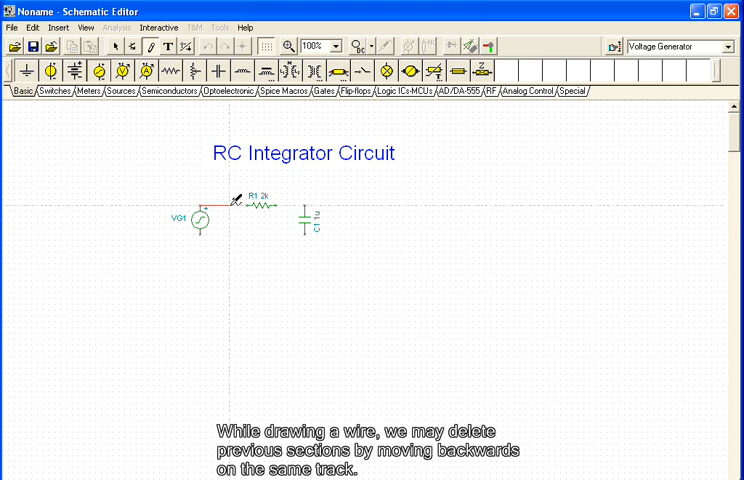 Noname - Schematic Editor
File Edit Insert View Analysis Interactive T&M Tools Help
100% Voltage Generator
Basic Switches Meters Sources Semiconductors Optoelectronic Spice Macros Gates Flip-flops Logic ICs-MCUs AD/DA-555 RF Analog Control Special
RC Integrator Circuit
R1 2k
VG1
+
C1 1u
While drawing a wire, we may delete
previous sections by moving backwards
on the same track.